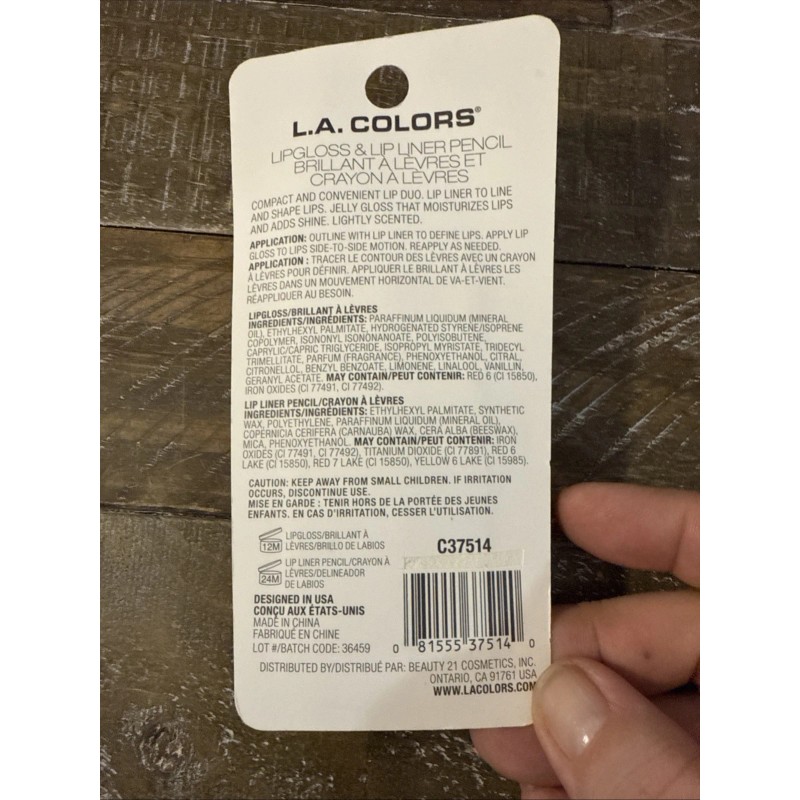 L.A. COLORS®
LIPGLOSS & LIP LINER PENCIL
BRILLANT À LÈVRES ET
CRAYON À LÈVRES
COMPACT AND CONVENIENT LIP DUO. LIP LINER TO LINE
AND SHAPE LIPS. JELLY GLOSS THAT MOISTURIZES LIPS
AND ADDS SHINE. LIGHTLY SCENTED.
APPLICATION: OUTLINE WITH LIP LINER TO DEFINE LIPS. APPLY LIP
GLOSS TO LIPS SIDE-TO-SIDE MOTION. REAPPLY AS NEEDED.
APPLICATION : TRACER LE CONTOUR DES LÈVRES AVEC UN CRAYON
À LÈVRES POUR DÉFINIR. APPLIQUER LE BRILLANT À LÈVRES LES
LÈVRES DANS UN MOUVEMENT HORIZONTAL DE VA-ET-VIENT.
RÉAPPLIQUER AU BESOIN.
LIPGLOSS/BRILLANT À LÈVRES
INGREDIENTS/INGRÉDIENTS: PARAFFINUM LIQUIDUM (MINERAL
OIL), ETHYLHEXYL PALMITATE, HYDROGENATED STYRENE/ISOPRENE
COPOLYMER, ISONONYL ISONONANOATE, POLYISOBUTENE,
CAPRYLIC/CAPRIC TRIGLYCERIDE, ISOPROPYL MYRISTATE, TRIDECYL
TRIMELLITATE, PARFUM (FRAGRANCE), PHENOXYETHANOL, CITRAL,
CITRONELLOL, BENZYL BENZOATE, LIMONENE, LINALOOL, VANILLIN,
GERANYL ACETATE. MAY CONTAIN/PEUT CONTENIR: RED 6 (CI 15850),
IRON OXIDES (CI 77491, CI 77492).
LIP LINER PENCIL/CRAYON À LÈVRES
INGREDIENTS/INGRÉDIENTS: ETHYLHEXYL PALMITATE, SYNTHETIC
WAX, POLYETHYLENE, PARAFFINUM LIQUIDUM (MINERAL OIL),
COPERNICIA CERIFERA (CARNAUBA) WAX, CERA ALBA (BEESWAX),
MICA, PHENOXYETHANOL. MAY CONTAIN/PEUT CONTENIR: IRON
OXIDES (CI 77491, CI 77492), TITANIUM DIOXIDE (CI 77891), RED 6
LAKE (CI 15850), RED 7 LAKE (CI 15850), YELLOW 6 LAKE (CI 15985).
CAUTION: KEEP AWAY FROM SMALL CHILDREN. IF IRRITATION
OCCURS, DISCONTINUE USE.
MISE EN GARDE : TENIR HORS DE LA PORTÉE DES JEUNES
ENFANTS. EN CAS D'IRRITATION, CESSER L'UTILISATION.
12M LIPGLOSS/BRILLANT À
LÈVRES/BRILLO DE LABIOS
24M LIP LINER PENCIL/CRAYON À
LÈVRES/DELINEADOR
DE LABIOS
C37514
DESIGNED IN USA
CONÇU AUX ÉTATS-UNIS
MADE IN CHINA
FABRIQUÉ EN CHINE
LOT #/BATCH CODE: 36459
0 81555 37514 0
DISTRIBUTED BY/DISTRIBUÉ PAR: BEAUTY 21 COSMETICS, INC.
ONTARIO, CA 91761 USA
WWW.LACOLORS.COM